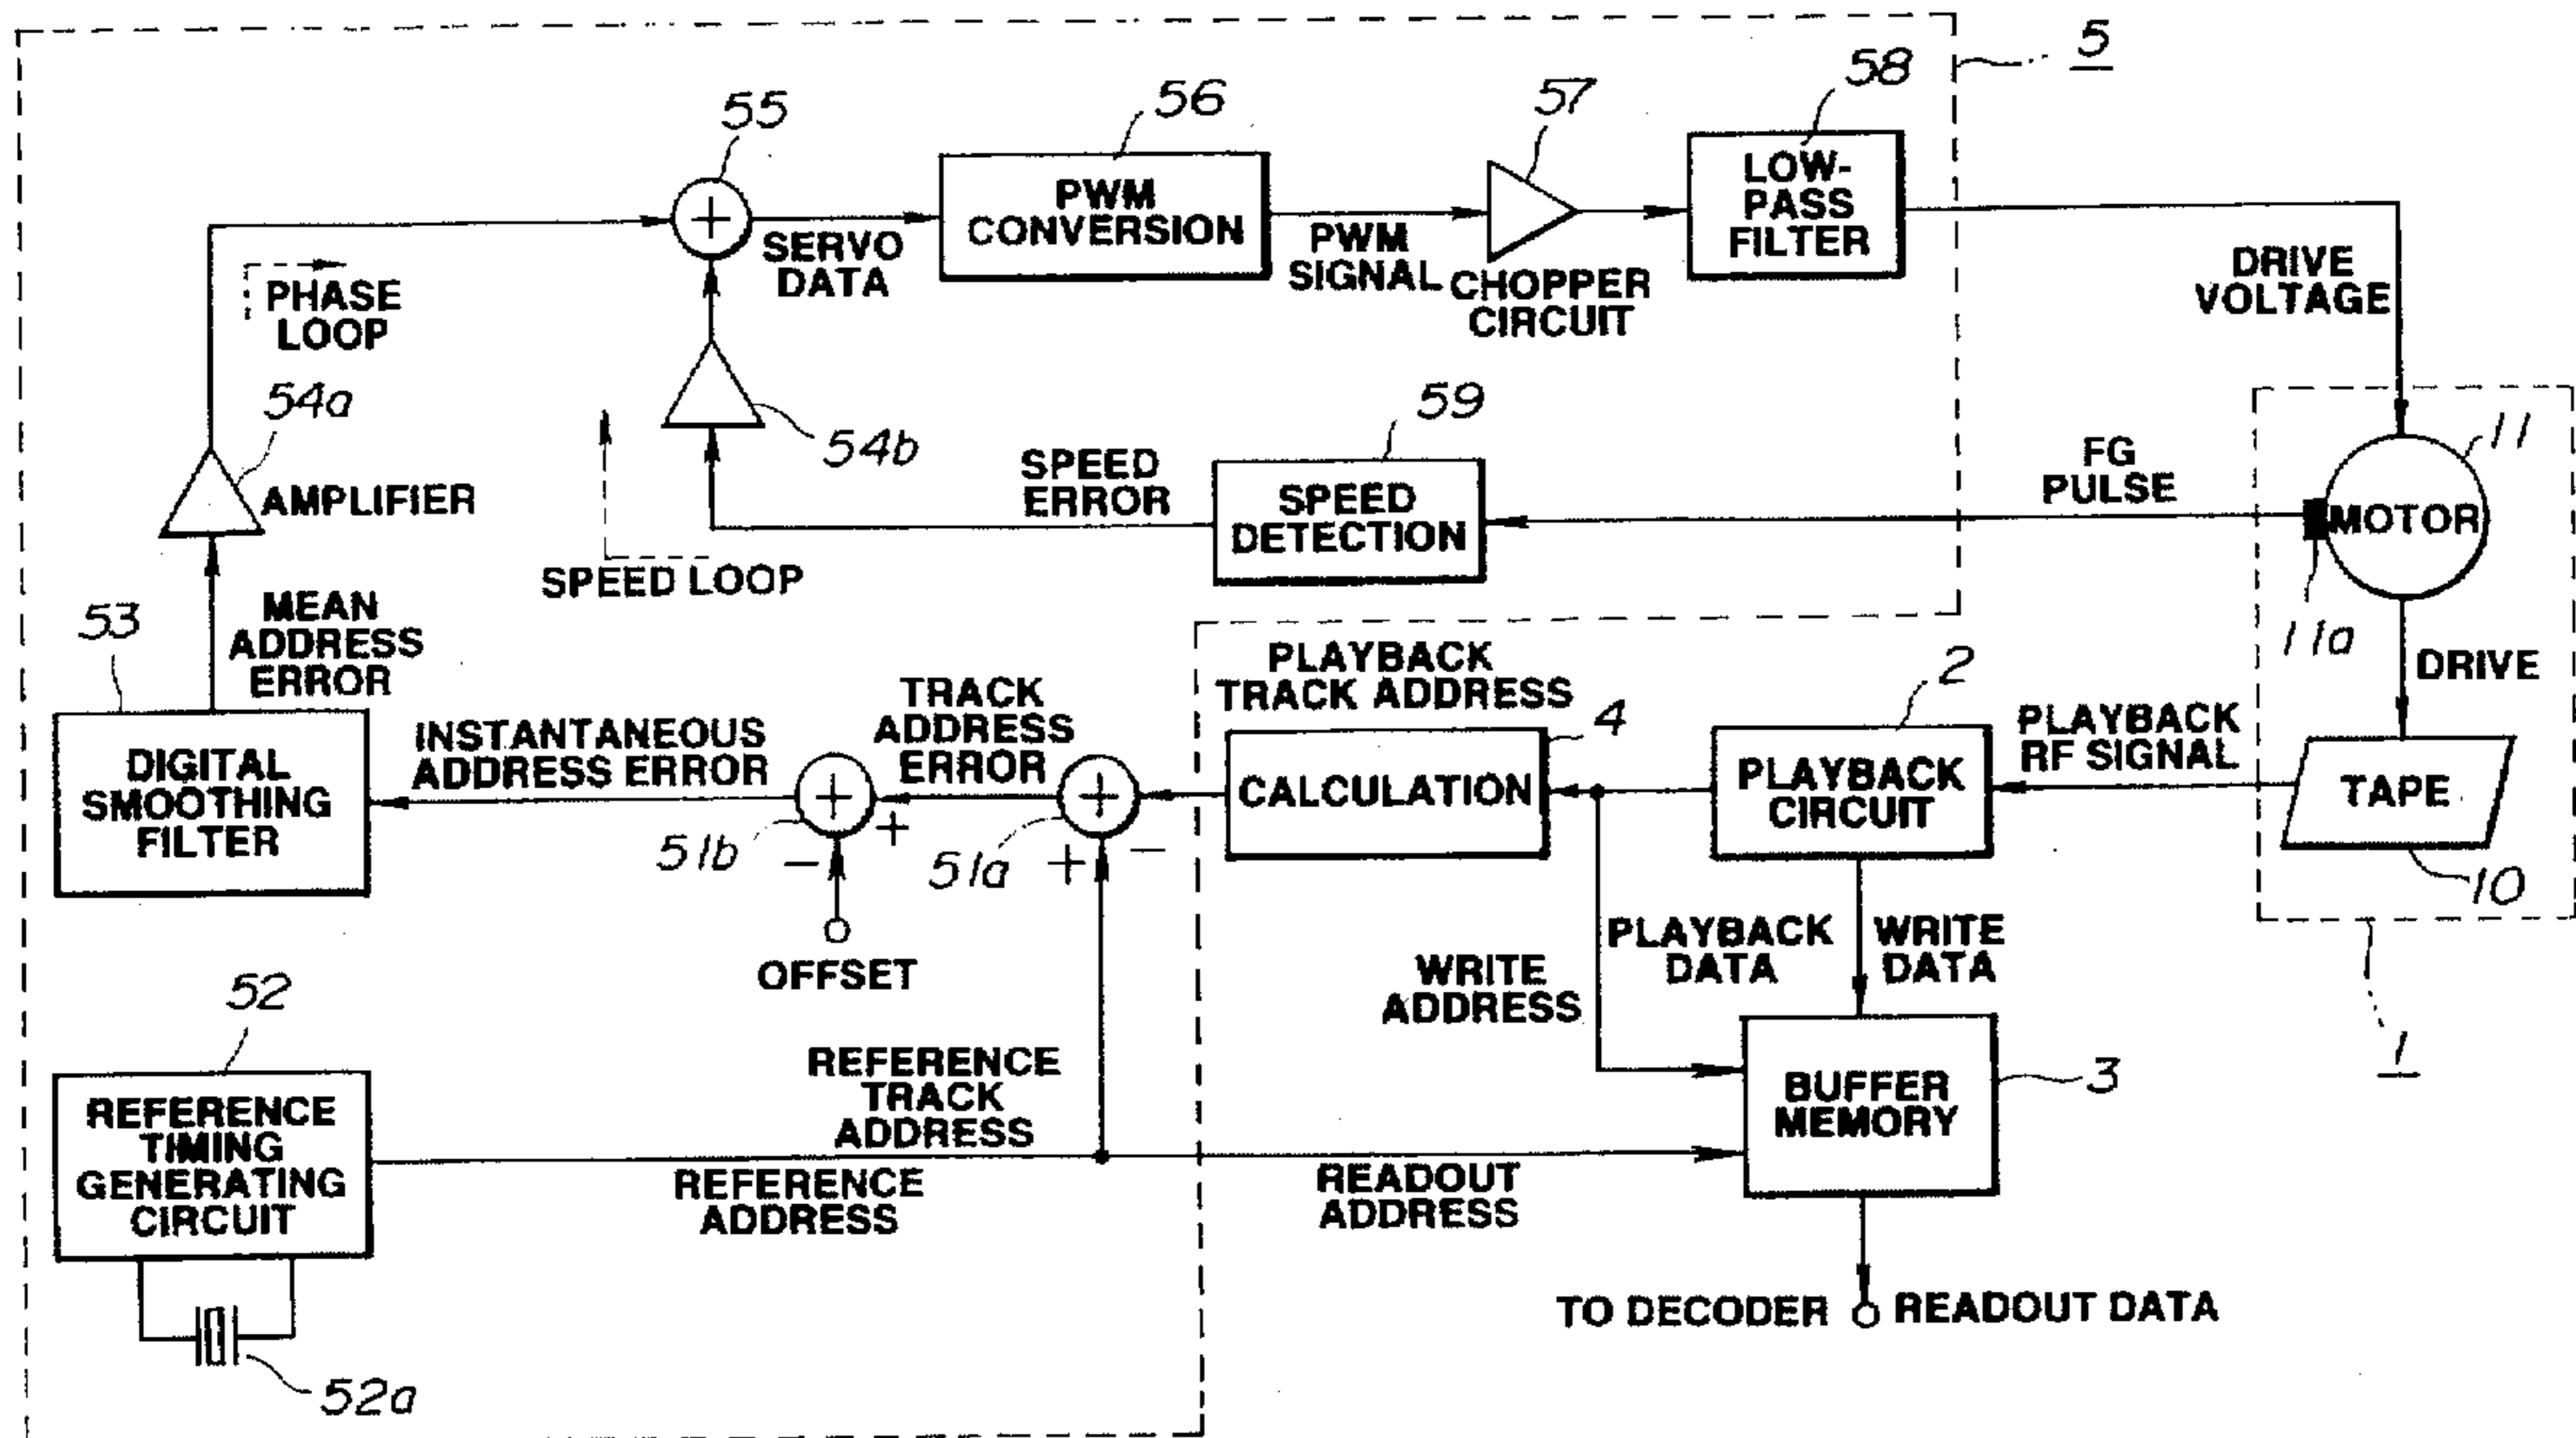 5
55
56
57
58
PWM
CONVERSION
LOW-
PASS
FILTER
SERVO
DATA
PWM
SIGNAL
CHOPPER
CIRCUIT
DRIVE
VOLTAGE
PHASE
LOOP
54a
AMPLIFIER
54b
SPEED
ERROR
59
SPEED
DETECTION
FG
PULSE
11
MOTOR
11a
SPEED LOOP
DRIVE
MEAN
ADDRESS
ERROR
53
DIGITAL
SMOOTHING
FILTER
INSTANTANEOUS
ADDRESS ERROR
TRACK
ADDRESS
ERROR
PLAYBACK
TRACK ADDRESS
4
CALCULATION
2
PLAYBACK
CIRCUIT
PLAYBACK
RF SIGNAL
TAPE
10
+
+
+
51b
-
+
51a
+
-
OFFSET
WRITE
ADDRESS
PLAYBACK
DATA
WRITE
DATA
1
52
REFERENCE
TIMING
GENERATING
CIRCUIT
REFERENCE
TRACK
ADDRESS
REFERENCE
ADDRESS
READOUT
ADDRESS
BUFFER
MEMORY
3
52a
TO DECODER
READOUT DATA